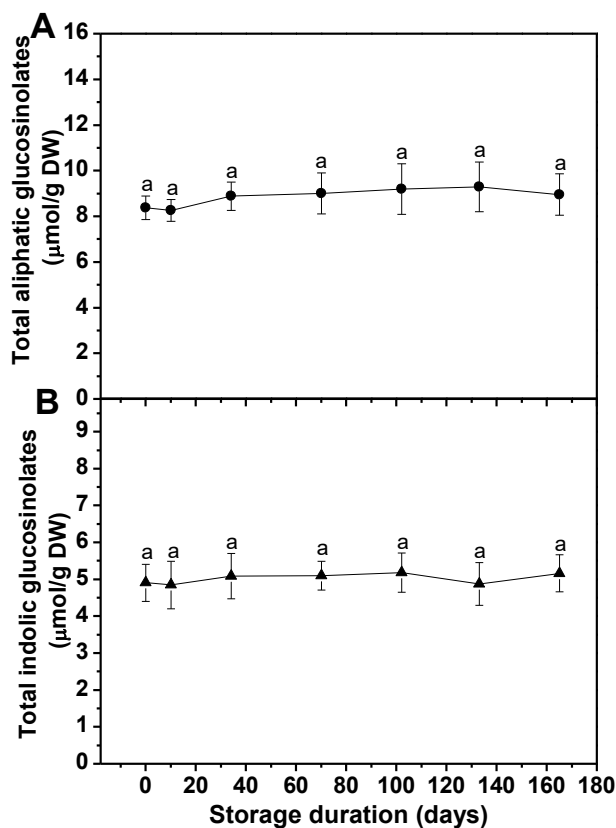 A
Total aliphatic glucosinolates
(μmol/g DW)
16
14
12
10
8
6
4
2
0
a a a a a a a
B
Total indolic glucosinolates
(μmol/g DW)
9
8
7
6
5
4
3
2
1
0
a a a a a a a
0 20 40 60 80 100 120 140 160 180
Storage duration (days)